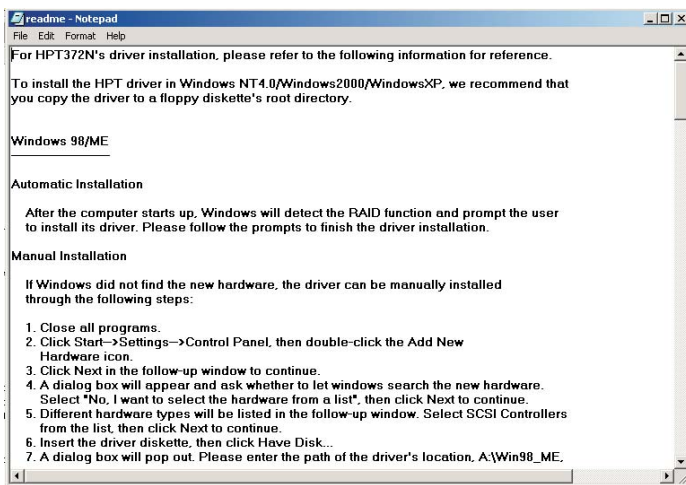 readme - Notepad
File Edit Format Help
For HPT372N's driver installation, please refer to the following information for reference.
To install the HPT driver in Windows NT4.0/Windows2000/WindowsXP, we recommend that
you copy the driver to a floppy diskette's root directory.
Windows 98/ME
Automatic Installation
After the computer starts up, Windows will detect the RAID function and prompt the user
to install its driver. Please follow the prompts to finish the driver installation.
Manual Installation
If Windows did not find the new hardware, the driver can be manually installed
through the following steps:
1. Close all programs.
2. Click Start-->Settings-->Control Panel, then double-click the Add New
Hardware icon.
3. Click Next in the follow-up window to continue.
4. A dialog box will appear and ask whether to let windows search the new hardware.
Select "No, I want to select the hardware from a list", then click Next to continue.
5. Different hardware types will be listed in the follow-up window. Select SCSI Controllers
from the list, then click Next to continue.
6. Insert the driver diskette, then click Have Disk...
7. A dialog box will pop out. Please enter the path of the driver's location, A:\Win98_ME,